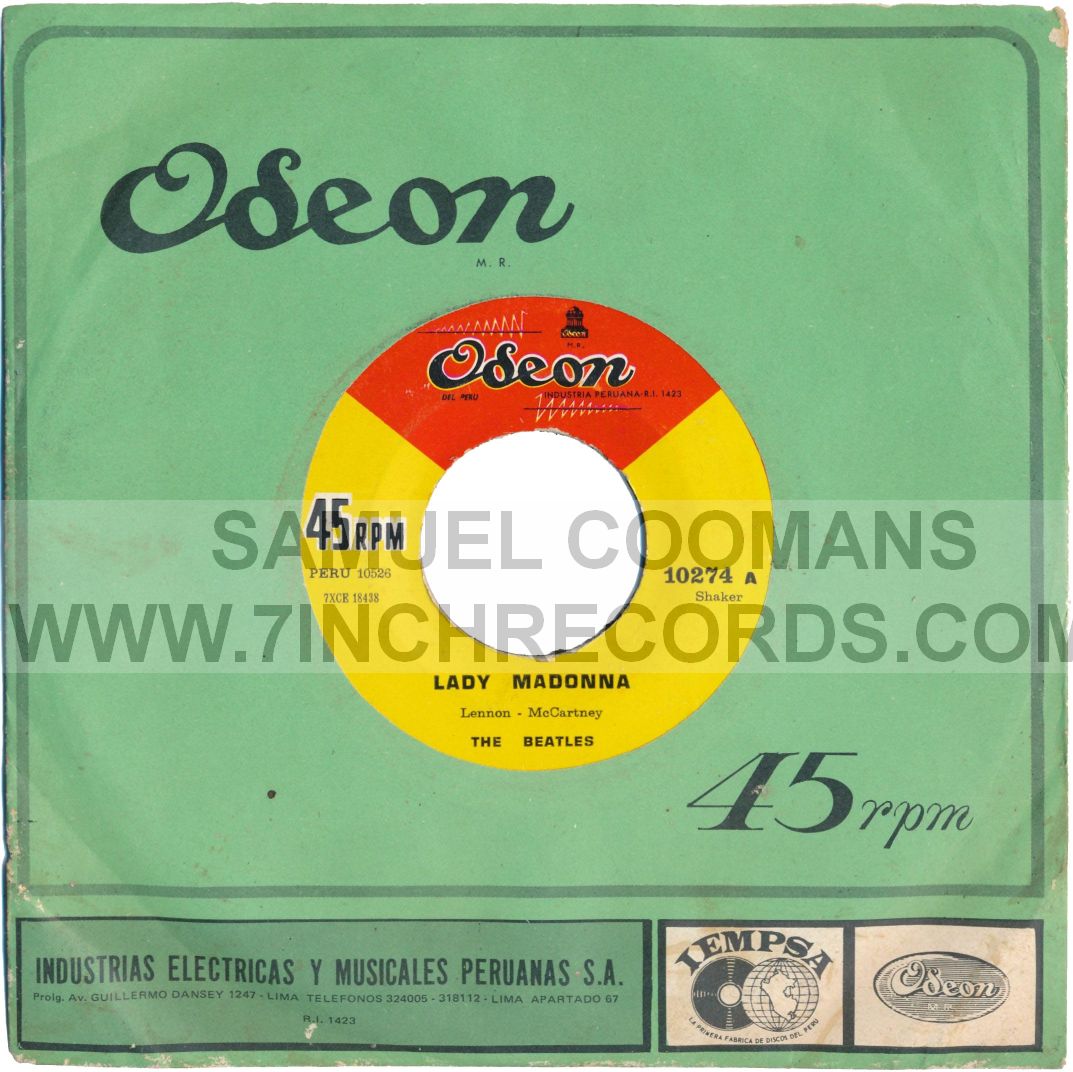 Odeon
M. R.
Odeon
M.R.
Odeon
DEL PERU
INDUSTRIA PERUANA-R.I. 1423
45 RPM
SAMUEL COOMANS
PERU 10526
10274 A
7XCE 18438
Shaker
WWW.7INCHRECORDS.COM
LADY MADONNA
Lennon - McCartney
THE BEATLES
45 rpm
INDUSTRIAS ELECTRICAS Y MUSICALES PERUANAS S.A.
Prolg. Av. GUILLERMO DANSEY 1247 - LIMA TELEFONOS 324005 - 318112 - LIMA APARTADO 67
R.I. 1423
IEMPSA
LA PRIMERA FABRICA DE DISCOS DEL PERU
Odeon
M.R.